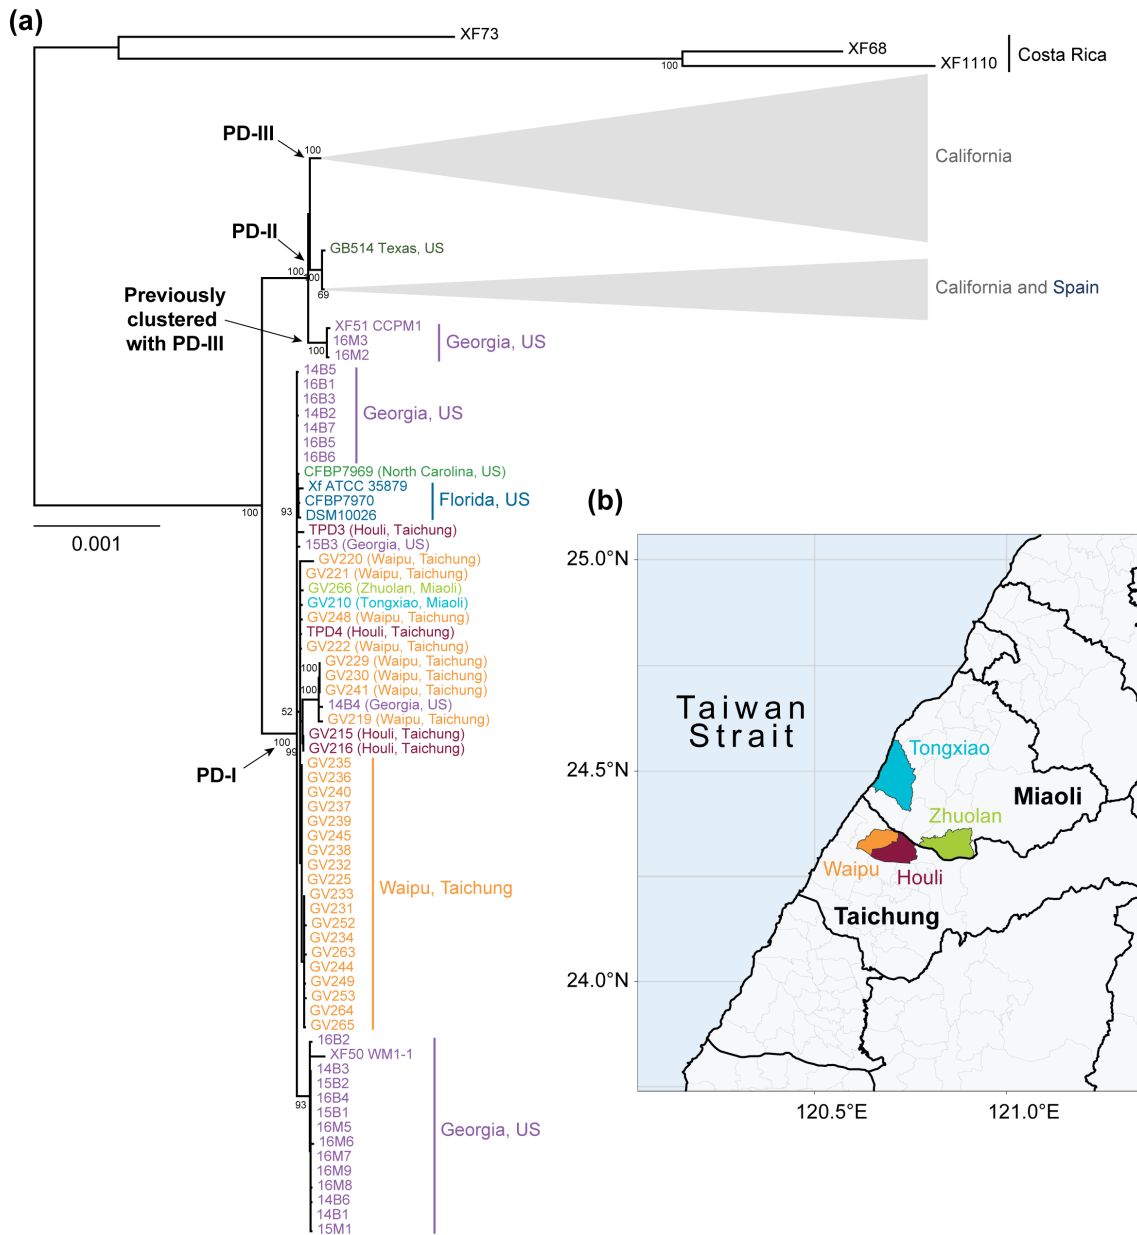 (a)
XF73
XF68
100
XF1110
Costa Rica
PD-III
100
California
PD-II
GB514 Texas, US
100
100
69
California and Spain
Previously
clustered
with PD-III
XF51 CCPM1
16M3
100
16M2
Georgia, US
14B5
16B1
16B3
14B2
14B7
16B5
16B6
Georgia, US
CFBP7969 (North Carolina, US)
Xf ATCC 35879
CFBP7970
DSM10026
Florida, US
93
100
0.001
TPD3 (Houli, Taichung)
15B3 (Georgia, US)
GV220 (Waipu, Taichung)
GV221 (Waipu, Taichung)
GV266 (Zhuolan, Miaoli)
GV210 (Tongxiao, Miaoli)
GV248 (Waipu, Taichung)
TPD4 (Houli, Taichung)
GV222 (Waipu, Taichung)
GV229 (Waipu, Taichung)
100
GV230 (Waipu, Taichung)
GV241 (Waipu, Taichung)
100
14B4 (Georgia, US)
52
GV219 (Waipu, Taichung)
GV215 (Houli, Taichung)
GV216 (Houli, Taichung)
100
99
PD-I
GV235
GV236
GV240
GV237
GV239
GV245
GV238
GV232
GV225
GV233
GV231
GV252
GV234
GV263
GV244
GV249
GV253
GV264
GV265
Waipu, Taichung
16B2
XF50 WM1-1
14B3
15B2
16B4
93
15B1
16M5
16M6
16M7
16M9
16M8
14B6
14B1
15M1
Georgia, US
(b)
25.0°N
24.5°N
24.0°N
120.5°E
121.0°E
Taiwan
Strait
Tongxiao
Miaoli
Zhuolan
Waipu
Houli
Taichung